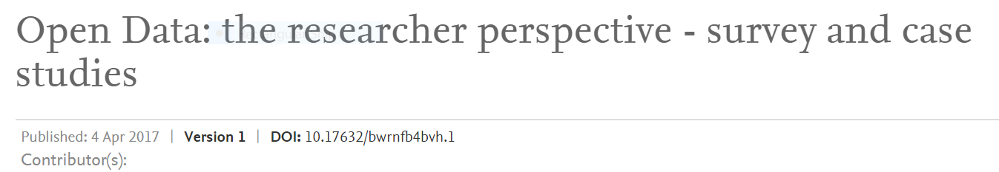 Open Data: the researcher perspective - survey and case
studies
Published: 4 Apr 2017 | Version 1 | DOI: 10.17632/bwrnfb4bvh.1
Contributor(s):